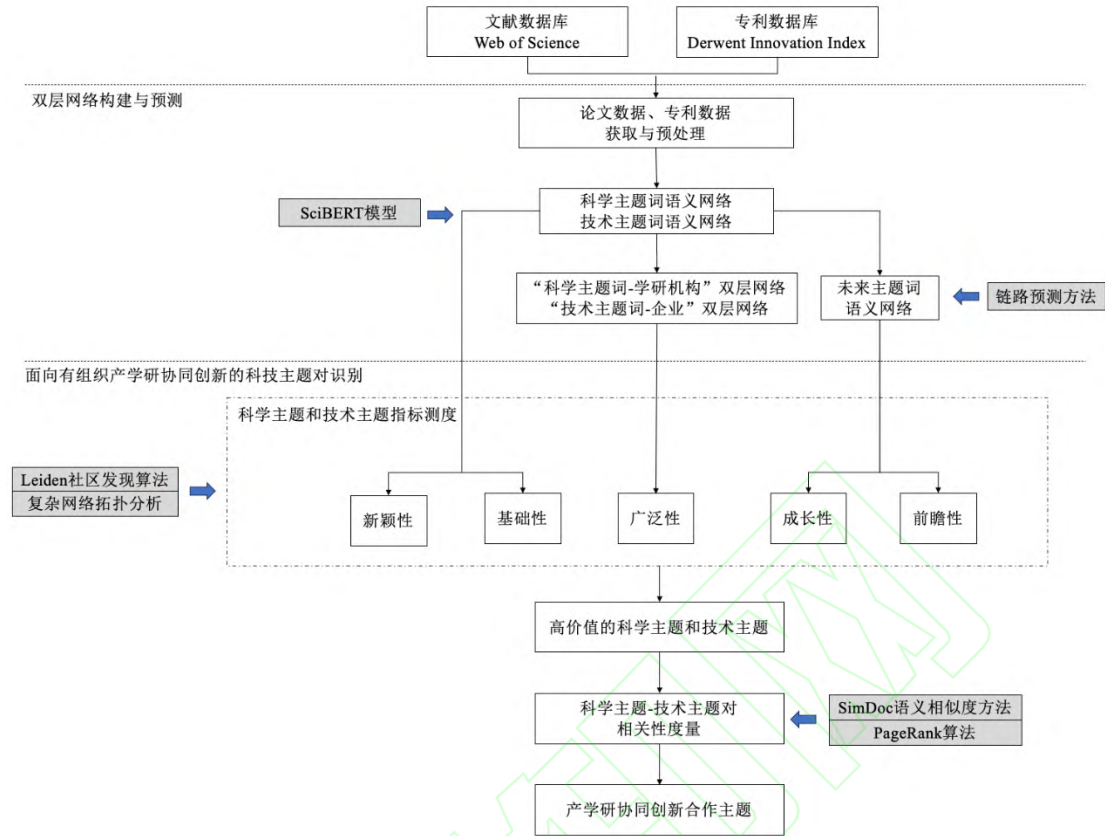 文献数据库
Web of Science
专利数据库
Derwent Innovation Index
双层网络构建与预测
论文数据、专利数据
获取与预处理
SciBERT模型
科学主题词语义网络
技术主题词语义网络
“科学主题词-学研机构”双层网络
“技术主题词-企业”双层网络
未来主题词
语义网络
链路预测方法
面向有组织产学研协同创新的科技主题对识别
科学主题和技术主题指标测度
Leiden社区发现算法
复杂网络拓扑分析
新颖性
基础性
广泛性
成长性
前瞻性
高价值的科学主题和技术主题
科学主题-技术主题对
相关性度量
SimDoc语义相似度方法
PageRank算法
产学研协同创新合作主题